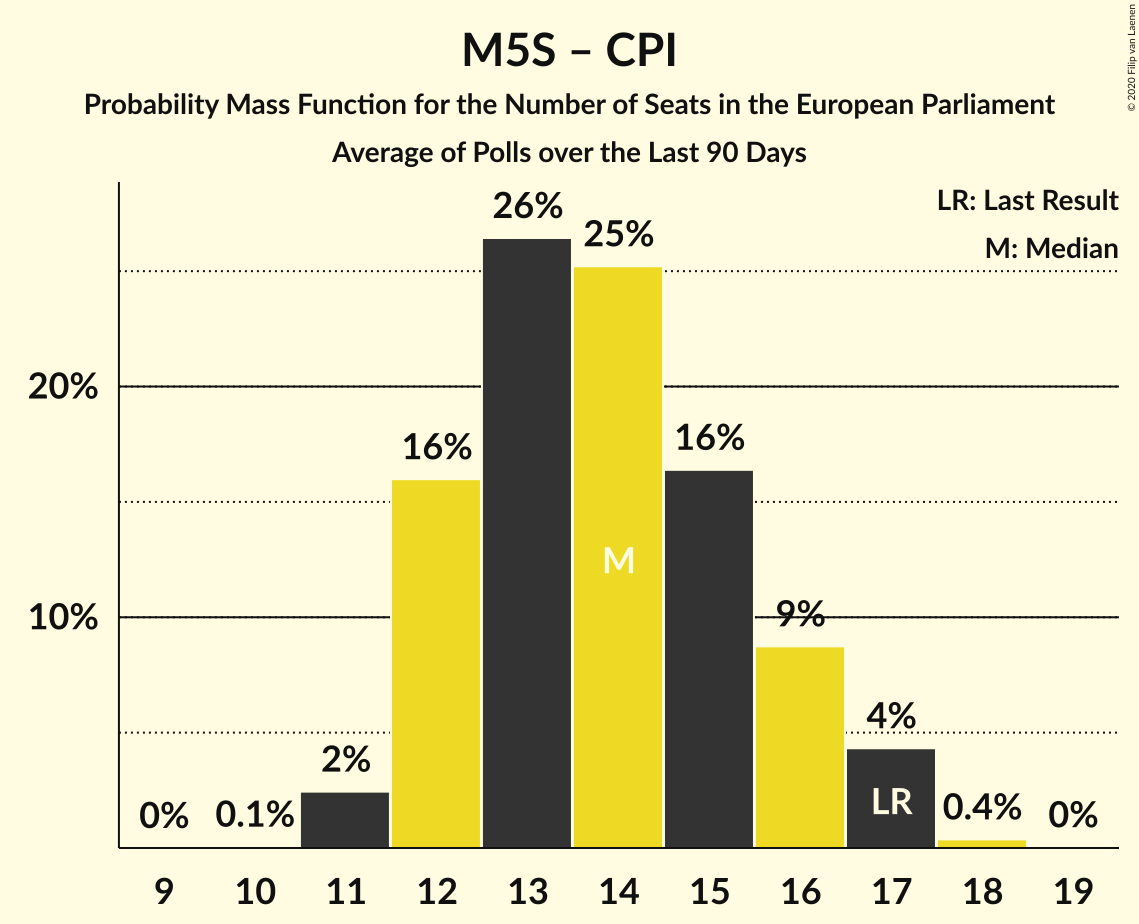 M5S – CPI
Probability Mass Function for the Number of Seats in the European Parliament
Average of Polls over the Last 90 Days
© 2020 Filip van Laenen
LR: Last Result
M: Median
26%
25%
20%
16%
16%
M
10%
9%
4%
2%
LR
0%
0.1%
0.4%
0%
9 10 11 12 13 14 15 16 17 18 19